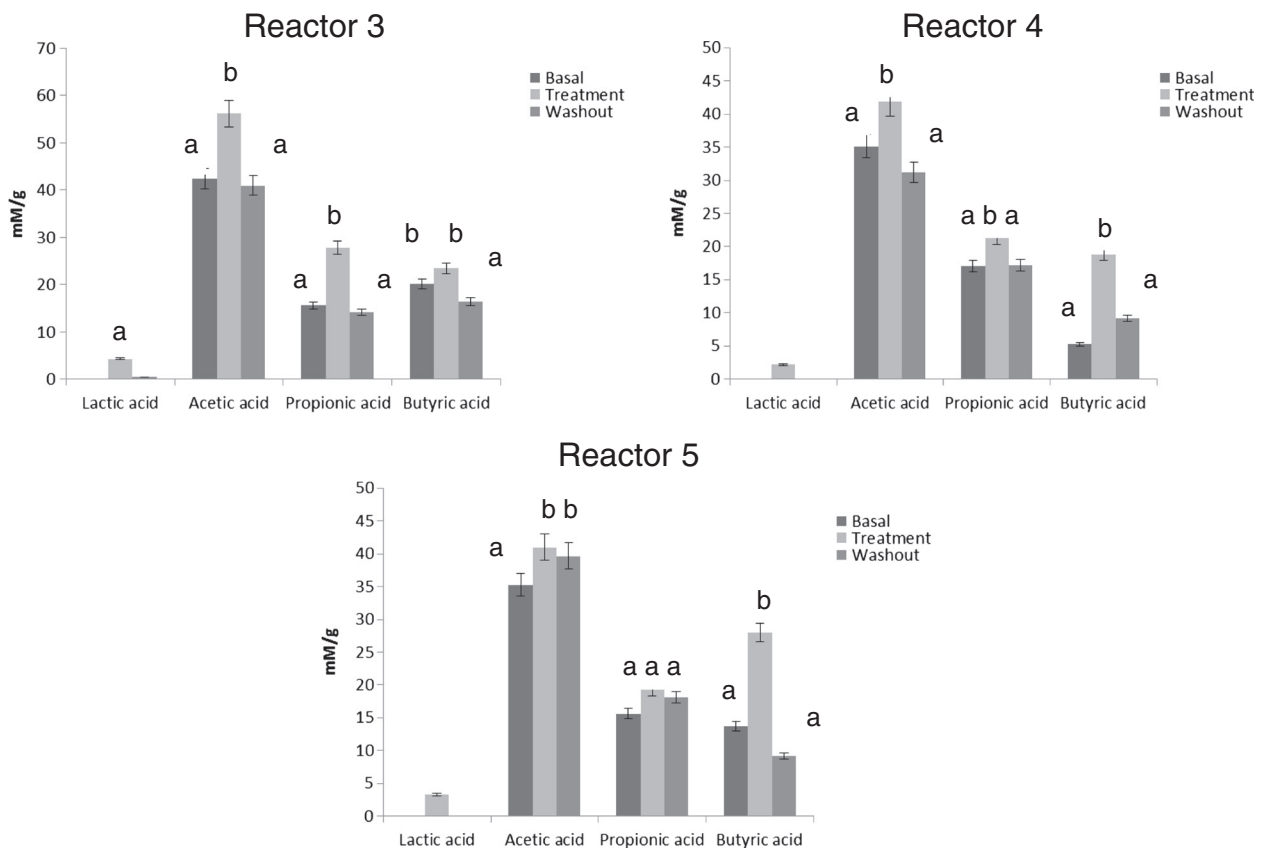 Reactor 3
70
60
50
40
30
20
10
0
mM/g
b
a a
b
a a
b b
a
a
Basal
Treatment
Washout
Lactic acid Acetic acid Propionic acid Butyric acid
Reactor 4
50
45
40
35
30
25
20
15
10
5
0
mM/g
b
a
a
a b a
b
a
a
Basal
Treatment
Washout
Lactic acid Acetic acid Propionic acid Butyric acid
Reactor 5
50
45
40
35
30
25
20
15
10
5
0
mM/g
b b
a
a a a
b
a
a
Basal
Treatment
Washout
Lactic acid Acetic acid Propionic acid Butyric acid